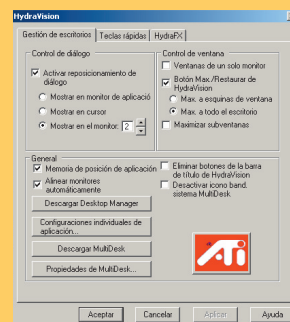 HydraVision
Gestión de escritorios
Teclas rápidas
HydraFX
Control de diálogo
Activar reposicionamiento de
diálogo
Mostrar en monitor de aplicació
Mostrar en cursor
Mostrar en el monitor: 2
Control de ventana
Ventanas de un solo monitor
Botón Max./Restaurar de
HydraVision
Max. a esquinas de ventana
Max. a todo el escritorio
Maximizar subventanas
General
Memoria de posición de aplicación
Alinear monitores
automáticamente
Descargar Desktop Manager
Configuraciones individuales de
aplicación...
Descargar MultiDesk
Propiedades de MultiDesk...
Eliminar botones de la barra
de título de HydraVision
Desactivar icono band.
sistema MultiDesk
ATi
Aceptar
Cancelar
Aplicar
Ayuda